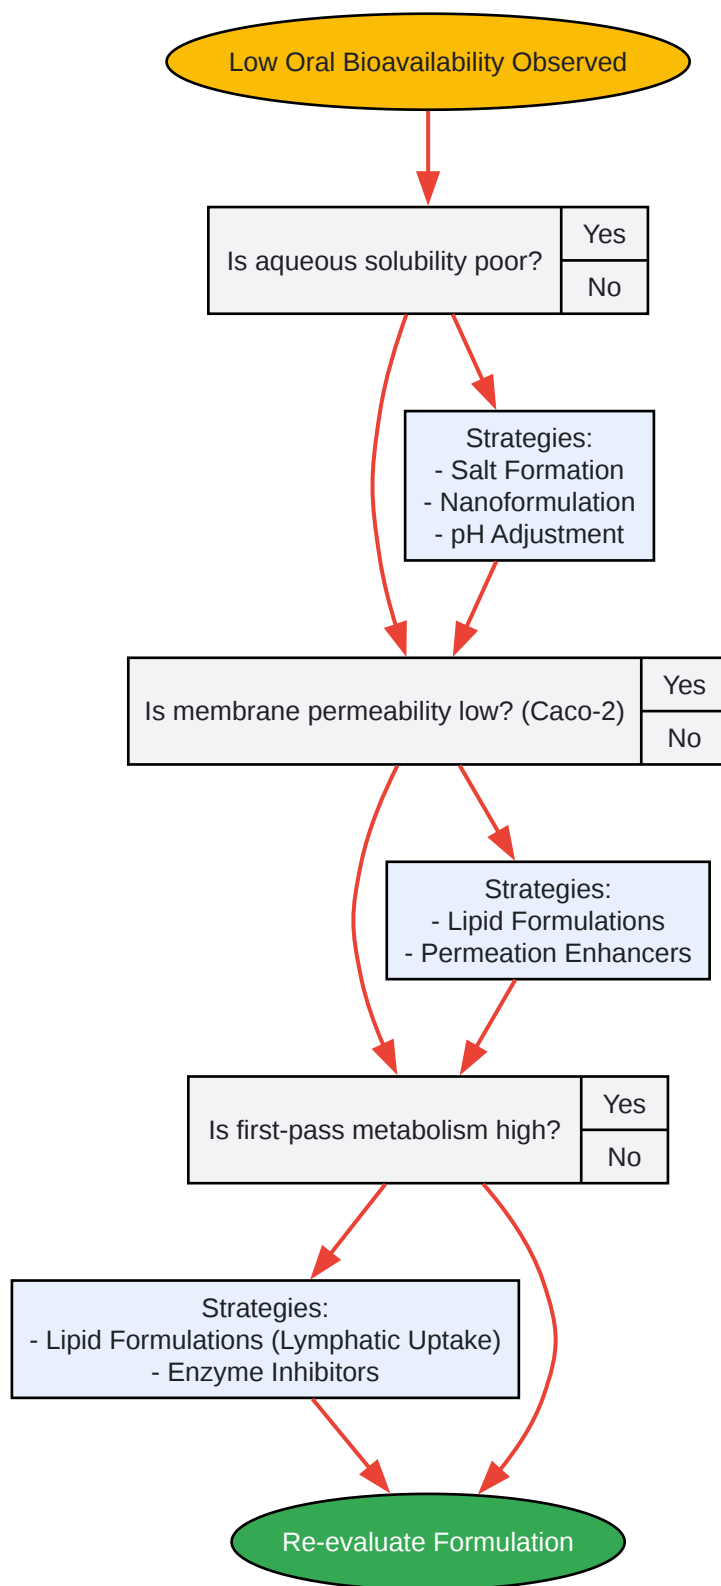 Low Oral Bioavailability Observed
Is aqueous solubility poor?
Yes
No
Strategies:
- Salt Formation
- Nanoformulation
- pH Adjustment
Is membrane permeability low? (Caco-2)
Yes
No
Strategies:
- Lipid Formulations
- Permeation Enhancers
Is first-pass metabolism high?
Yes
No
Strategies:
- Lipid Formulations (Lymphatic Uptake)
- Enzyme Inhibitors
Re-evaluate Formulation